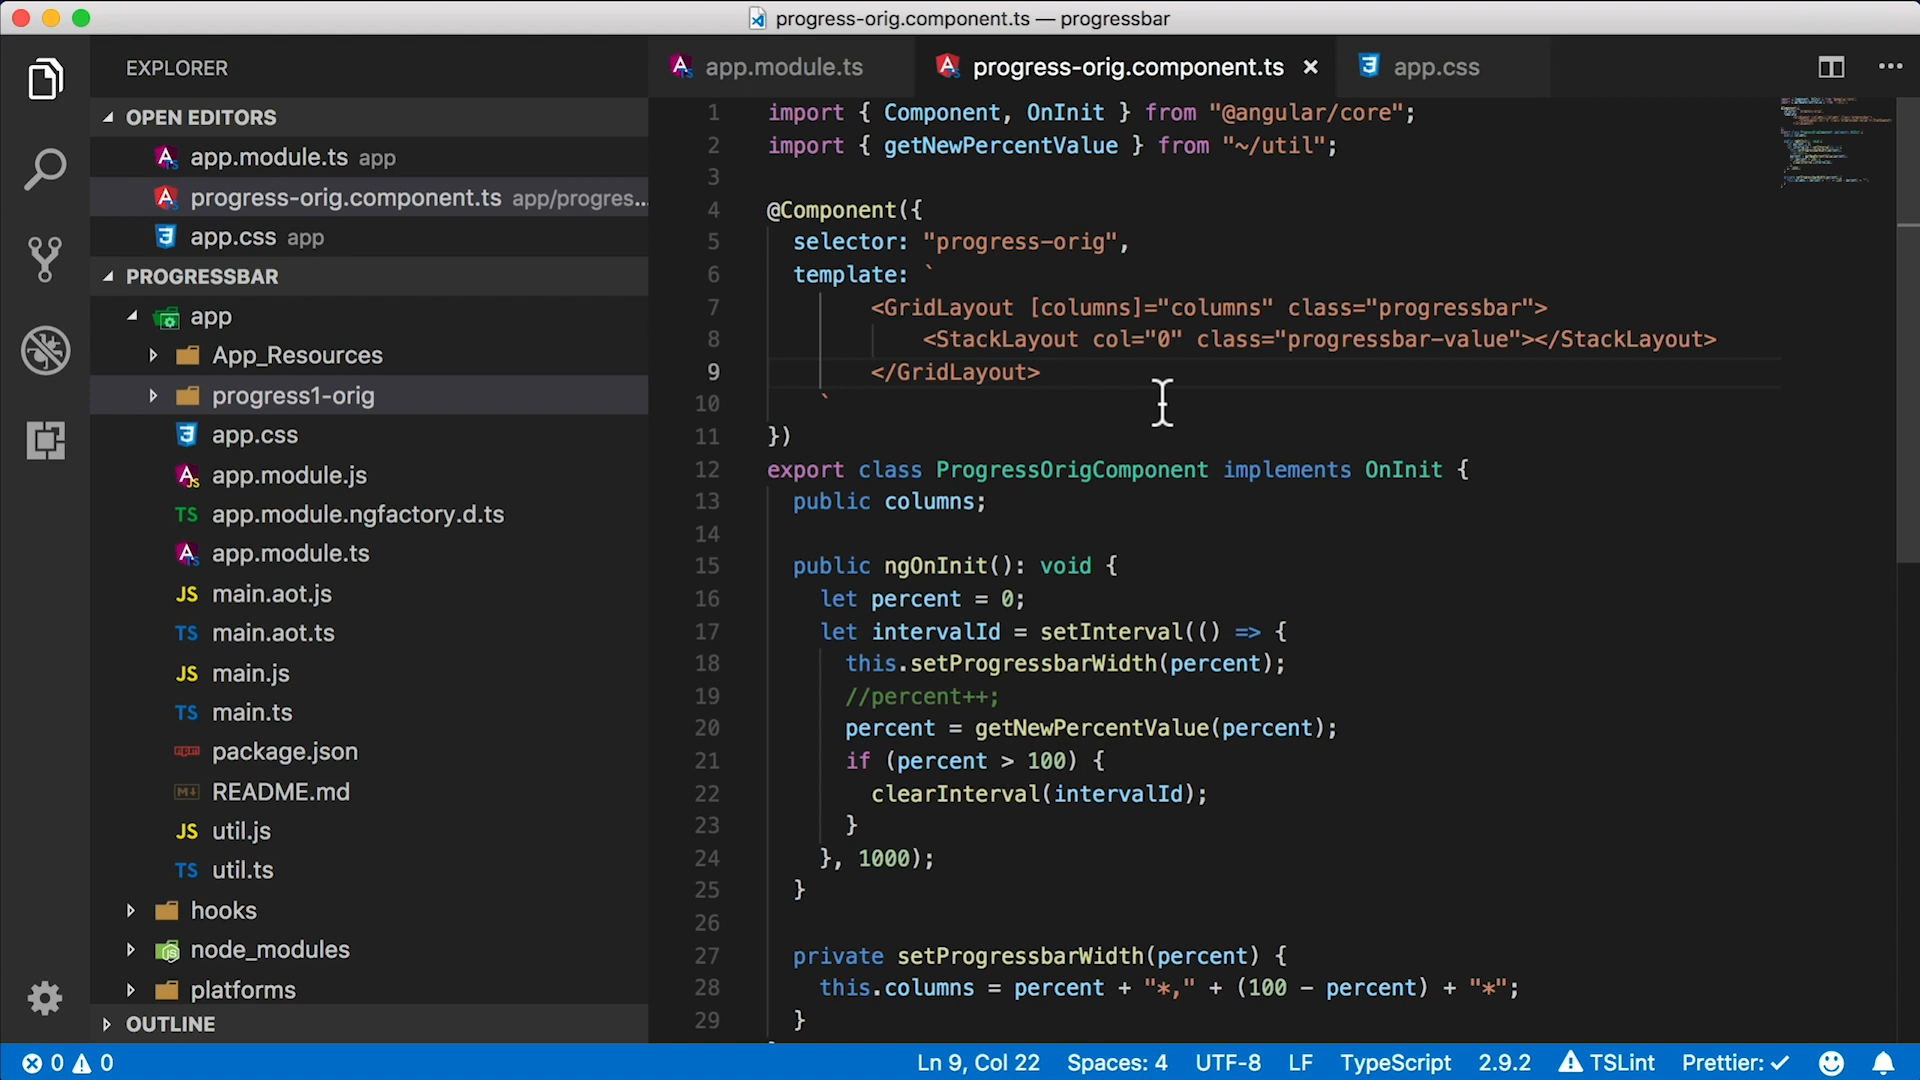 progress-orig.component.ts — progressbar
EXPLORER
OPEN EDITORS
app.module.ts app
progress-orig.component.ts app/progres...
app.css app
PROGRESSBAR
app
App_Resources
progress1-orig
app.css
app.module.js
app.module.ngfactory.d.ts
app.module.ts
JS main.aot.js
TS main.aot.ts
JS main.js
TS main.ts
package.json
README.md
JS util.js
TS util.ts
hooks
node_modules
platforms
OUTLINE
app.module.ts
progress-orig.component.ts
app.css
1 import { Component, OnInit } from "@angular/core";
2 import { getNewPercentValue } from "~/util";
3
4 @Component({
5 selector: "progress-orig",
6 template: `
7 <GridLayout [columns]="columns" class="progressbar">
8 <StackLayout col="0" class="progressbar-value"></StackLayout>
9 </GridLayout>
10 `
11 })
12 export class ProgressOrigComponent implements OnInit {
13 public columns;
14
15 public ngOnInit(): void {
16 let percent = 0;
17 let intervalId = setInterval(() => {
18 this.setProgressbarWidth(percent);
19 //percent++;
20 percent = getNewPercentValue(percent);
21 if (percent > 100) {
22 clearInterval(intervalId);
23 }
24 }, 1000);
25 }
26
27 private setProgressbarWidth(percent) {
28 this.columns = percent + "*," + (100 - percent) + "*";
29 }
0 0
Ln 9, Col 22
Spaces: 4
UTF-8
LF
TypeScript
2.9.2
TSLint
Prettier: ✓